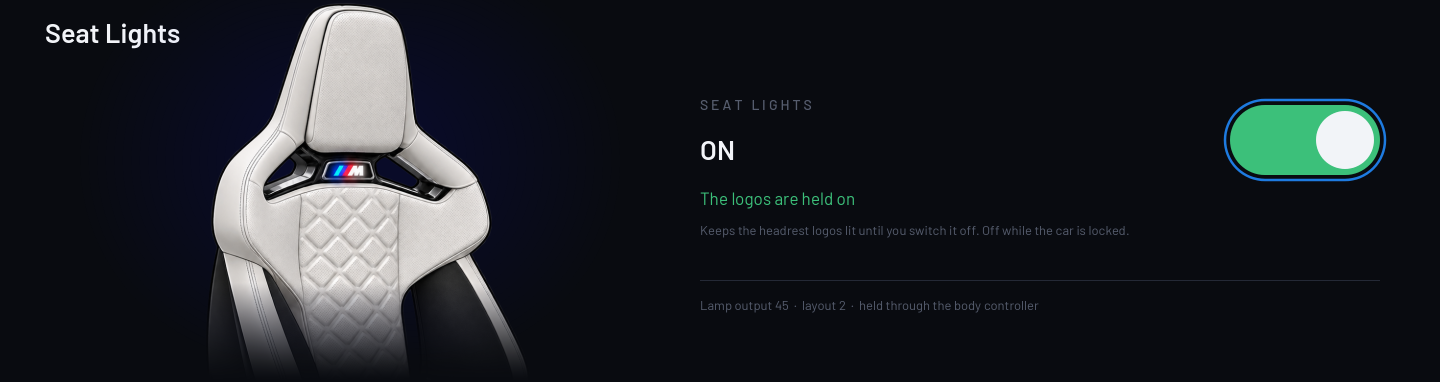 Seat Lights
SEAT LIGHTS
ON
The logos are held on
Keeps the headrest logos lit until you switch it off. Off while the car is locked.
Lamp output 45 · layout 2 · held through the body controller
M